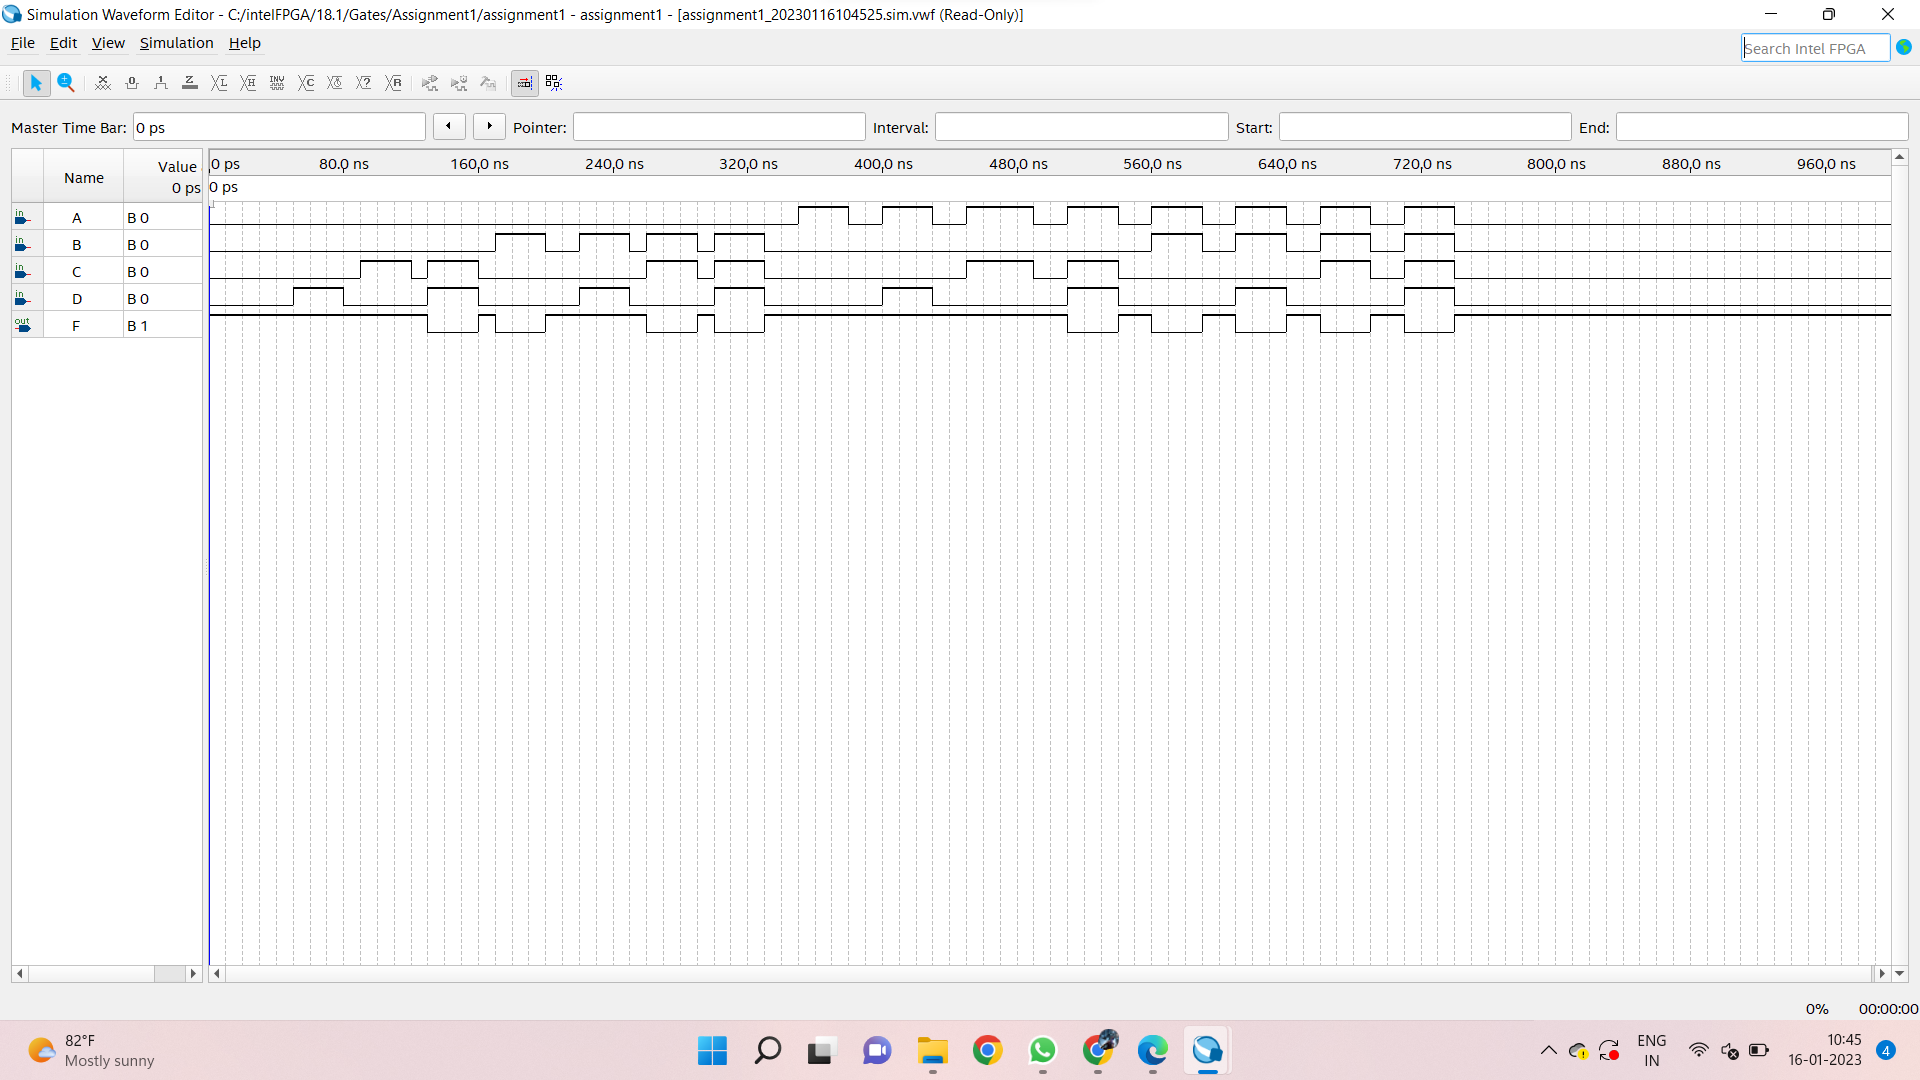 Simulation Waveform Editor - C:/intelFPGA/18.1/Gates/Assignment1/assignment1 - assignment1 - [assignment1_20230116104525.sim.vwf (Read-Only)]
File Edit View Simulation Help
Search Intel FPGA
Master Time Bar: 0 ps Pointer: Interval: Start: End:
Name Value 0 ps
0 ps 80,0 ns 160,0 ns 240,0 ns 320,0 ns 400,0 ns 480,0 ns 560,0 ns 640,0 ns 720,0 ns 800,0 ns 880,0 ns 960,0 ns
0 ps
in A B 0
in B B 0
in C B 0
in D B 0
out F B 1
0% 00:00:00
82°F
Mostly sunny
ENG
IN
10:45
16-01-2023
4